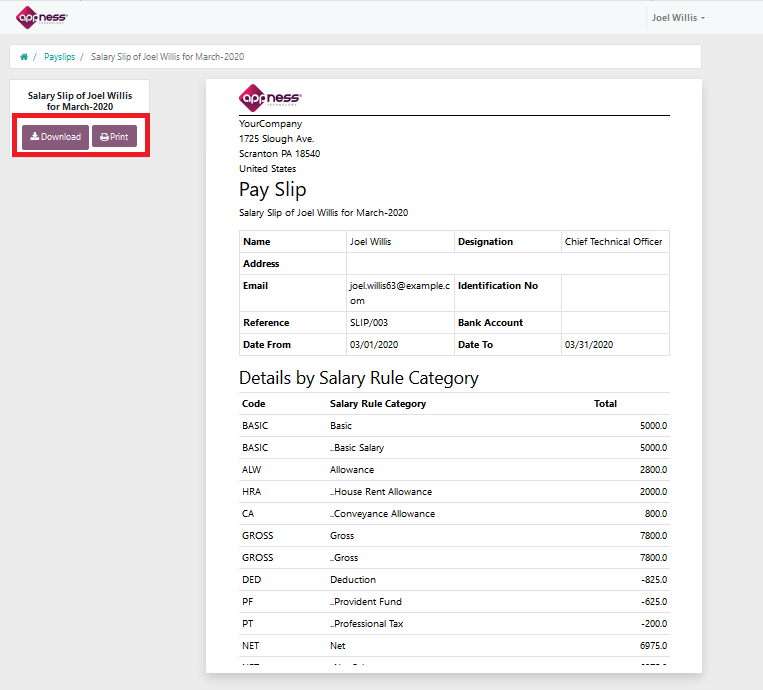 appness
TECHNOLOGY
Joel Willis
/ Payslips / Salary Slip of Joel Willis for March-2020
Salary Slip of Joel Willis
for March-2020
Download Print
appness
TECHNOLOGY
YourCompany
1725 Slough Ave.
Scranton PA 18540
United States
Pay Slip
Salary Slip of Joel Willis for March-2020
Name Joel Willis Designation Chief Technical Officer
Address
Email joel.willis63@example.c
om Identification No
Reference SLIP/003 Bank Account
Date From 03/01/2020 Date To 03/31/2020
Details by Salary Rule Category
Code Salary Rule Category Total
BASIC Basic 5000.0
BASIC ..Basic Salary 5000.0
ALW Allowance 2800.0
HRA ..House Rent Allowance 2000.0
CA ..Conveyance Allowance 800.0
GROSS Gross 7800.0
GROSS ..Gross 7800.0
DED Deduction -825.0
PF ..Provident Fund -625.0
PT ..Professional Tax -200.0
NET Net 6975.0